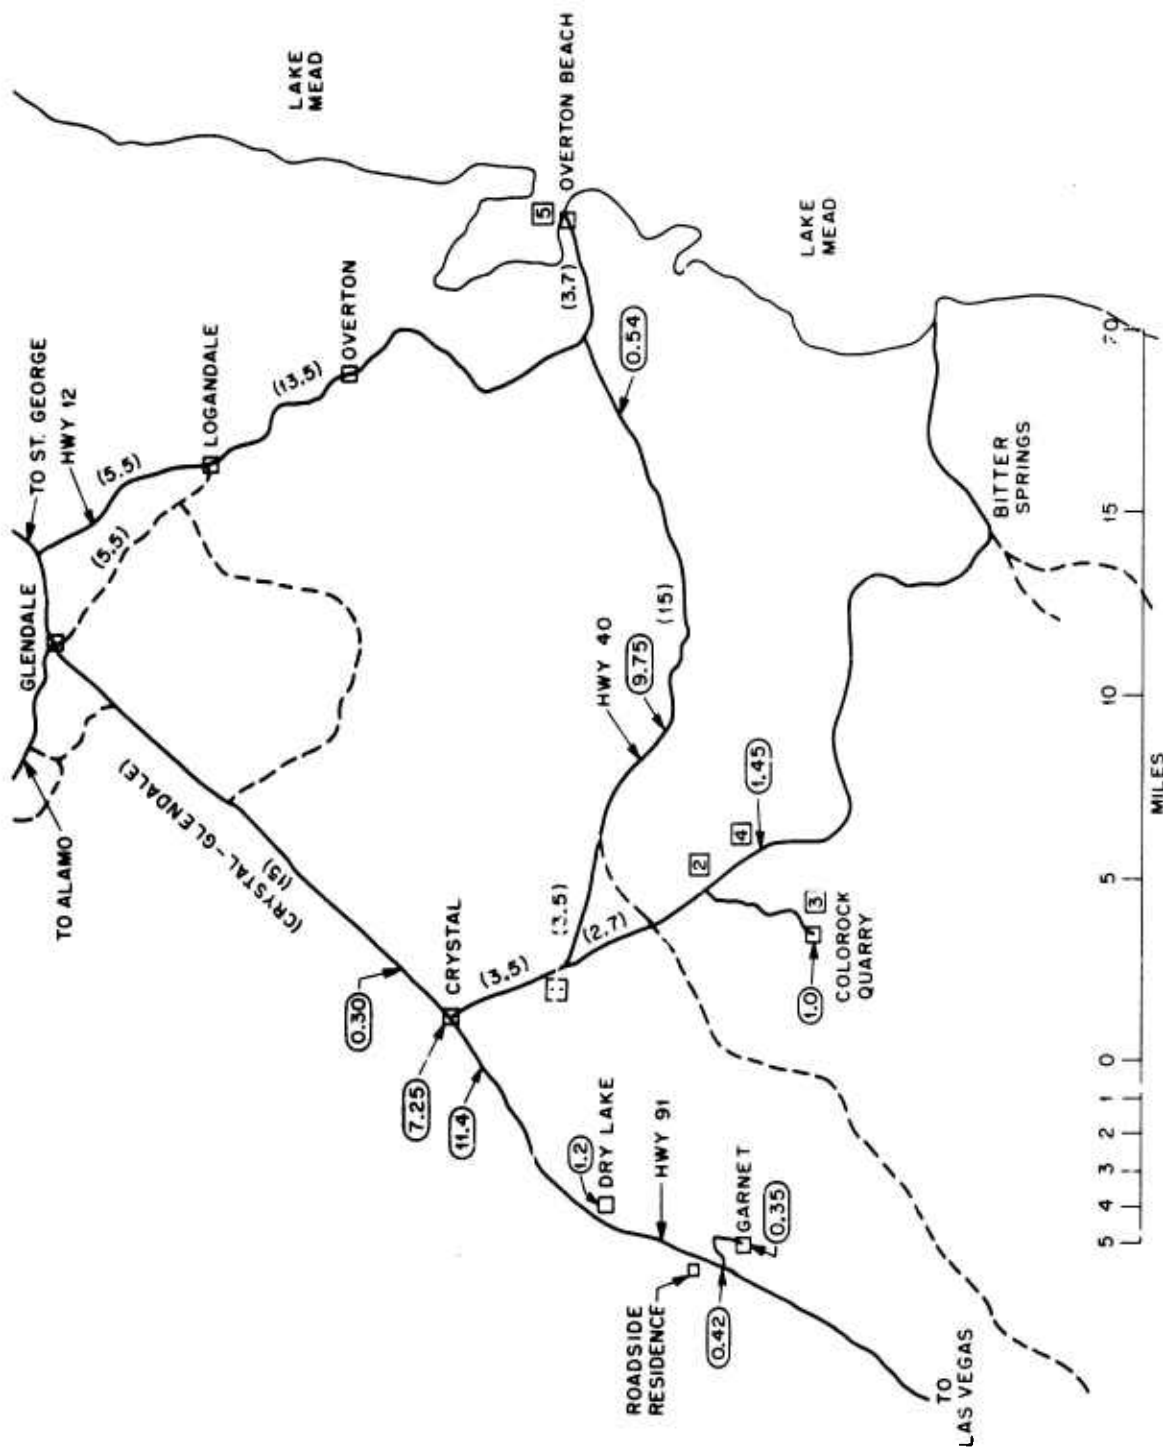 LAKE
MEAD
TO ST. GEORGE
HWY 12
(5.5)
LOGANDALE
(13.5)
OVERTON
5
OVERTON BEACH
(3.7)
GLENDALE
(5.5)
0.54
LAKE
MEAD
TO ALAMO
(CRYSTAL-GLENDALE)
(15)
HWY 40
9.75
(15)
BITTER
SPRINGS
0.30
CRYSTAL
(3.5)
(3.5)
(2.7)
2
4
1.45
7.25
11.4
3
1.0
COLOROCK
QUARRY
1.2
DRY LAKE
HWY 91
GARNET
0.35
ROADSIDE
RESIDENCE
0.42
TO
LAS VEGAS
5 4 3 2 1 0 5 10 15 20
MILES